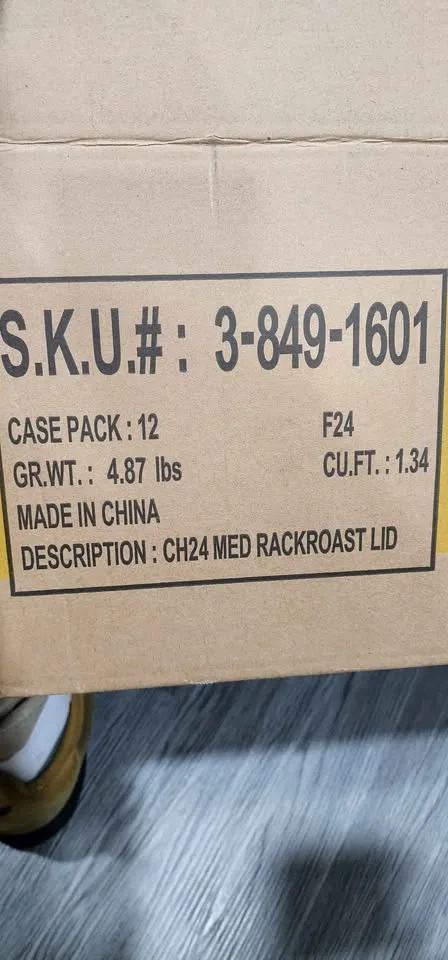 S.K.U.# : 3-849-1601
CASE PACK : 12 F24
GR.WT. : 4.87 lbs CU.FT. : 1.34
MADE IN CHINA
DESCRIPTION : CH24 MED RACKROAST LID